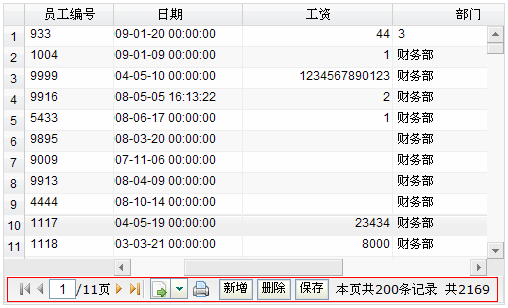 员工编号 日期 工资 部门
1 933 09-01-20 00:00:00 44 3
2 1004 09-01-09 00:00:00 1 财务部
3 9999 04-05-10 00:00:00 1234567890123 财务部
4 9916 08-05-05 16:13:22 2 财务部
5 5433 08-06-17 00:00:00 1 财务部
6 9895 08-03-20 00:00:00 财务部
7 9009 07-11-06 00:00:00 财务部
8 9913 08-04-09 00:00:00 财务部
9 4444 08-10-14 00:00:00 财务部
10 1117 04-05-19 00:00:00 23434 财务部
11 1118 03-03-21 00:00:00 8000 财务部
1 /11页 新增 删除 保存 本页共200条记录 共2169